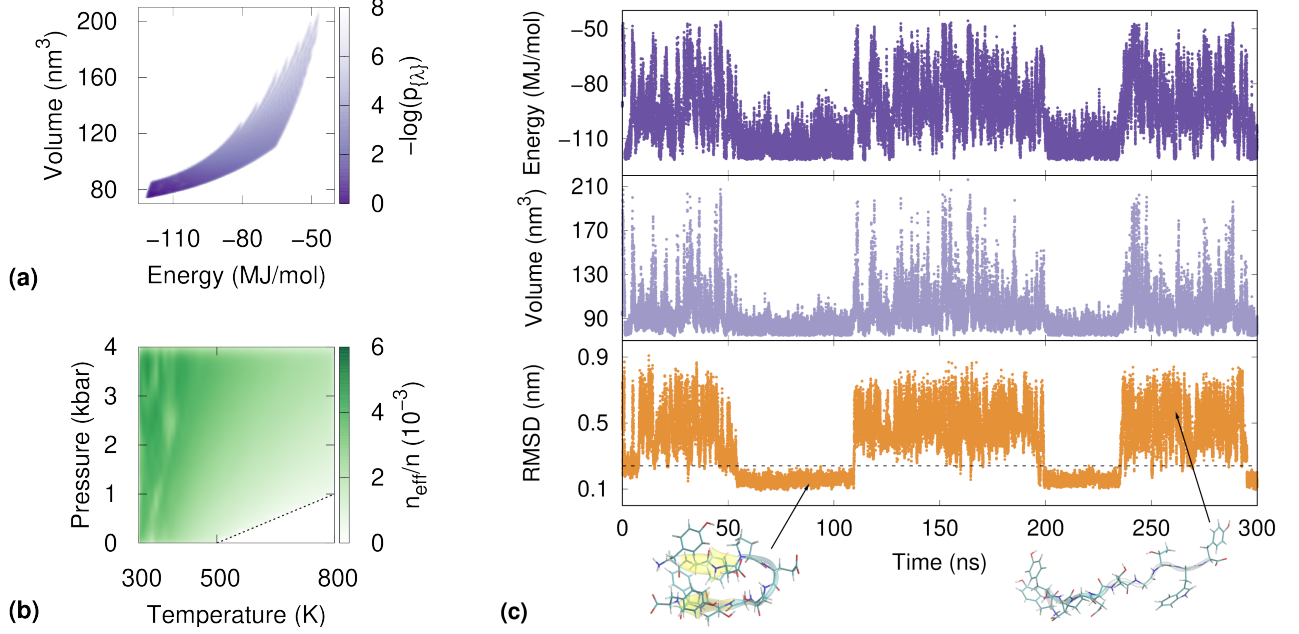 200
160
120
80
Volume (nm³)
−110 −80 −50
Energy (MJ/mol)
8
6
4
2
0
−log(p{λ})
(a)
4
3
2
1
0
Pressure (kbar)
300 500 800
Temperature (K)
6
4
2
0
neff/n (10⁻³)
(b)
−50
−80
−110
Energy (MJ/mol)
210
170
130
90
Volume (nm³)
0.9
0.5
0.1
RMSD (nm)
0 50 100 150 200 250 300
Time (ns)
(c)